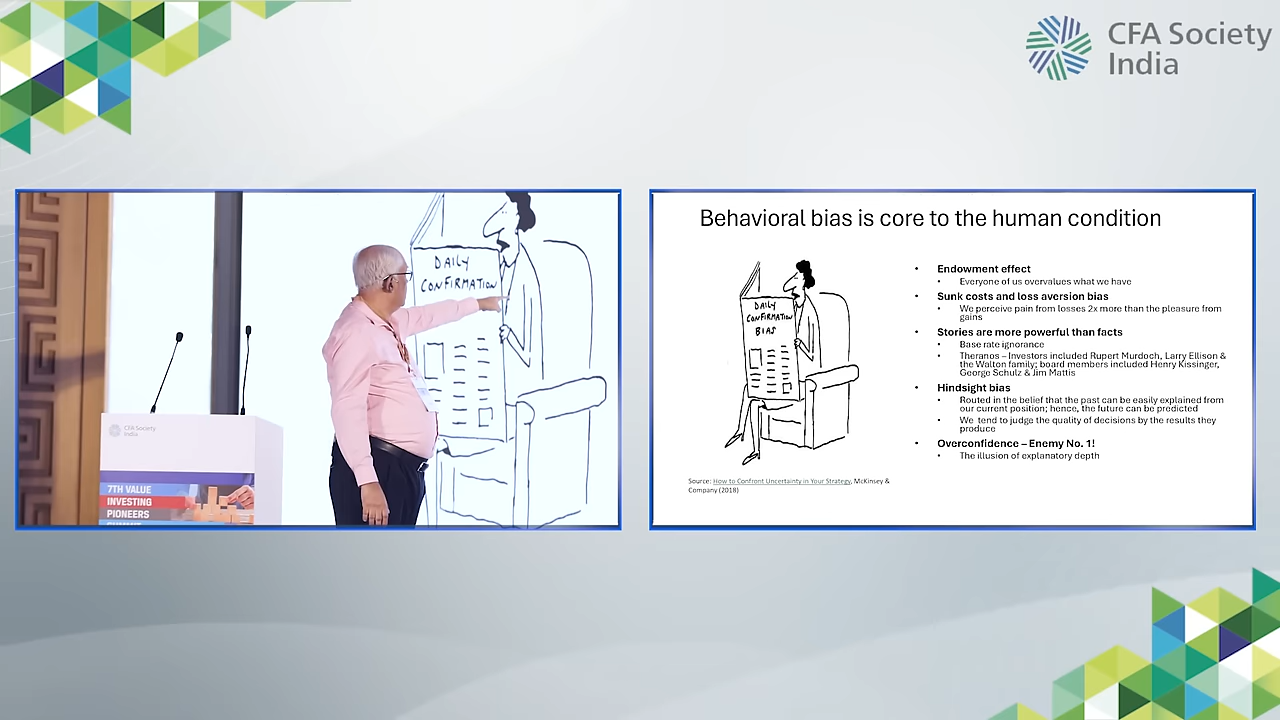 CFA Society
India
DAILY
CONFIRMATION
CFA Society
India
7TH VALUE
INVESTING
PIONEERS
SUMMIT
Behavioral bias is core to the human condition
DAILY
CONFIRMATION
BIAS
• Endowment effect
• Everyone of us overvalues what we have
• Sunk costs and loss aversion bias
• We perceive pain from losses 2x more than the pleasure from
gains
• Stories are more powerful than facts
• Base rate ignorance
• Theranos – Investors included Rupert Murdoch, Larry Ellison &
the Walton family; board members included Henry Kissinger,
George Schulz & Jim Mattis
• Hindsight bias
• Routed in the belief that the past can be easily explained from
our current position; hence, the future can be predicted
• We tend to judge the quality of decisions by the results they
produce
• Overconfidence – Enemy No. 1!
• The illusion of explanatory depth
Source: How to Confront Uncertainty in Your Strategy, McKinsey &
Company (2018)